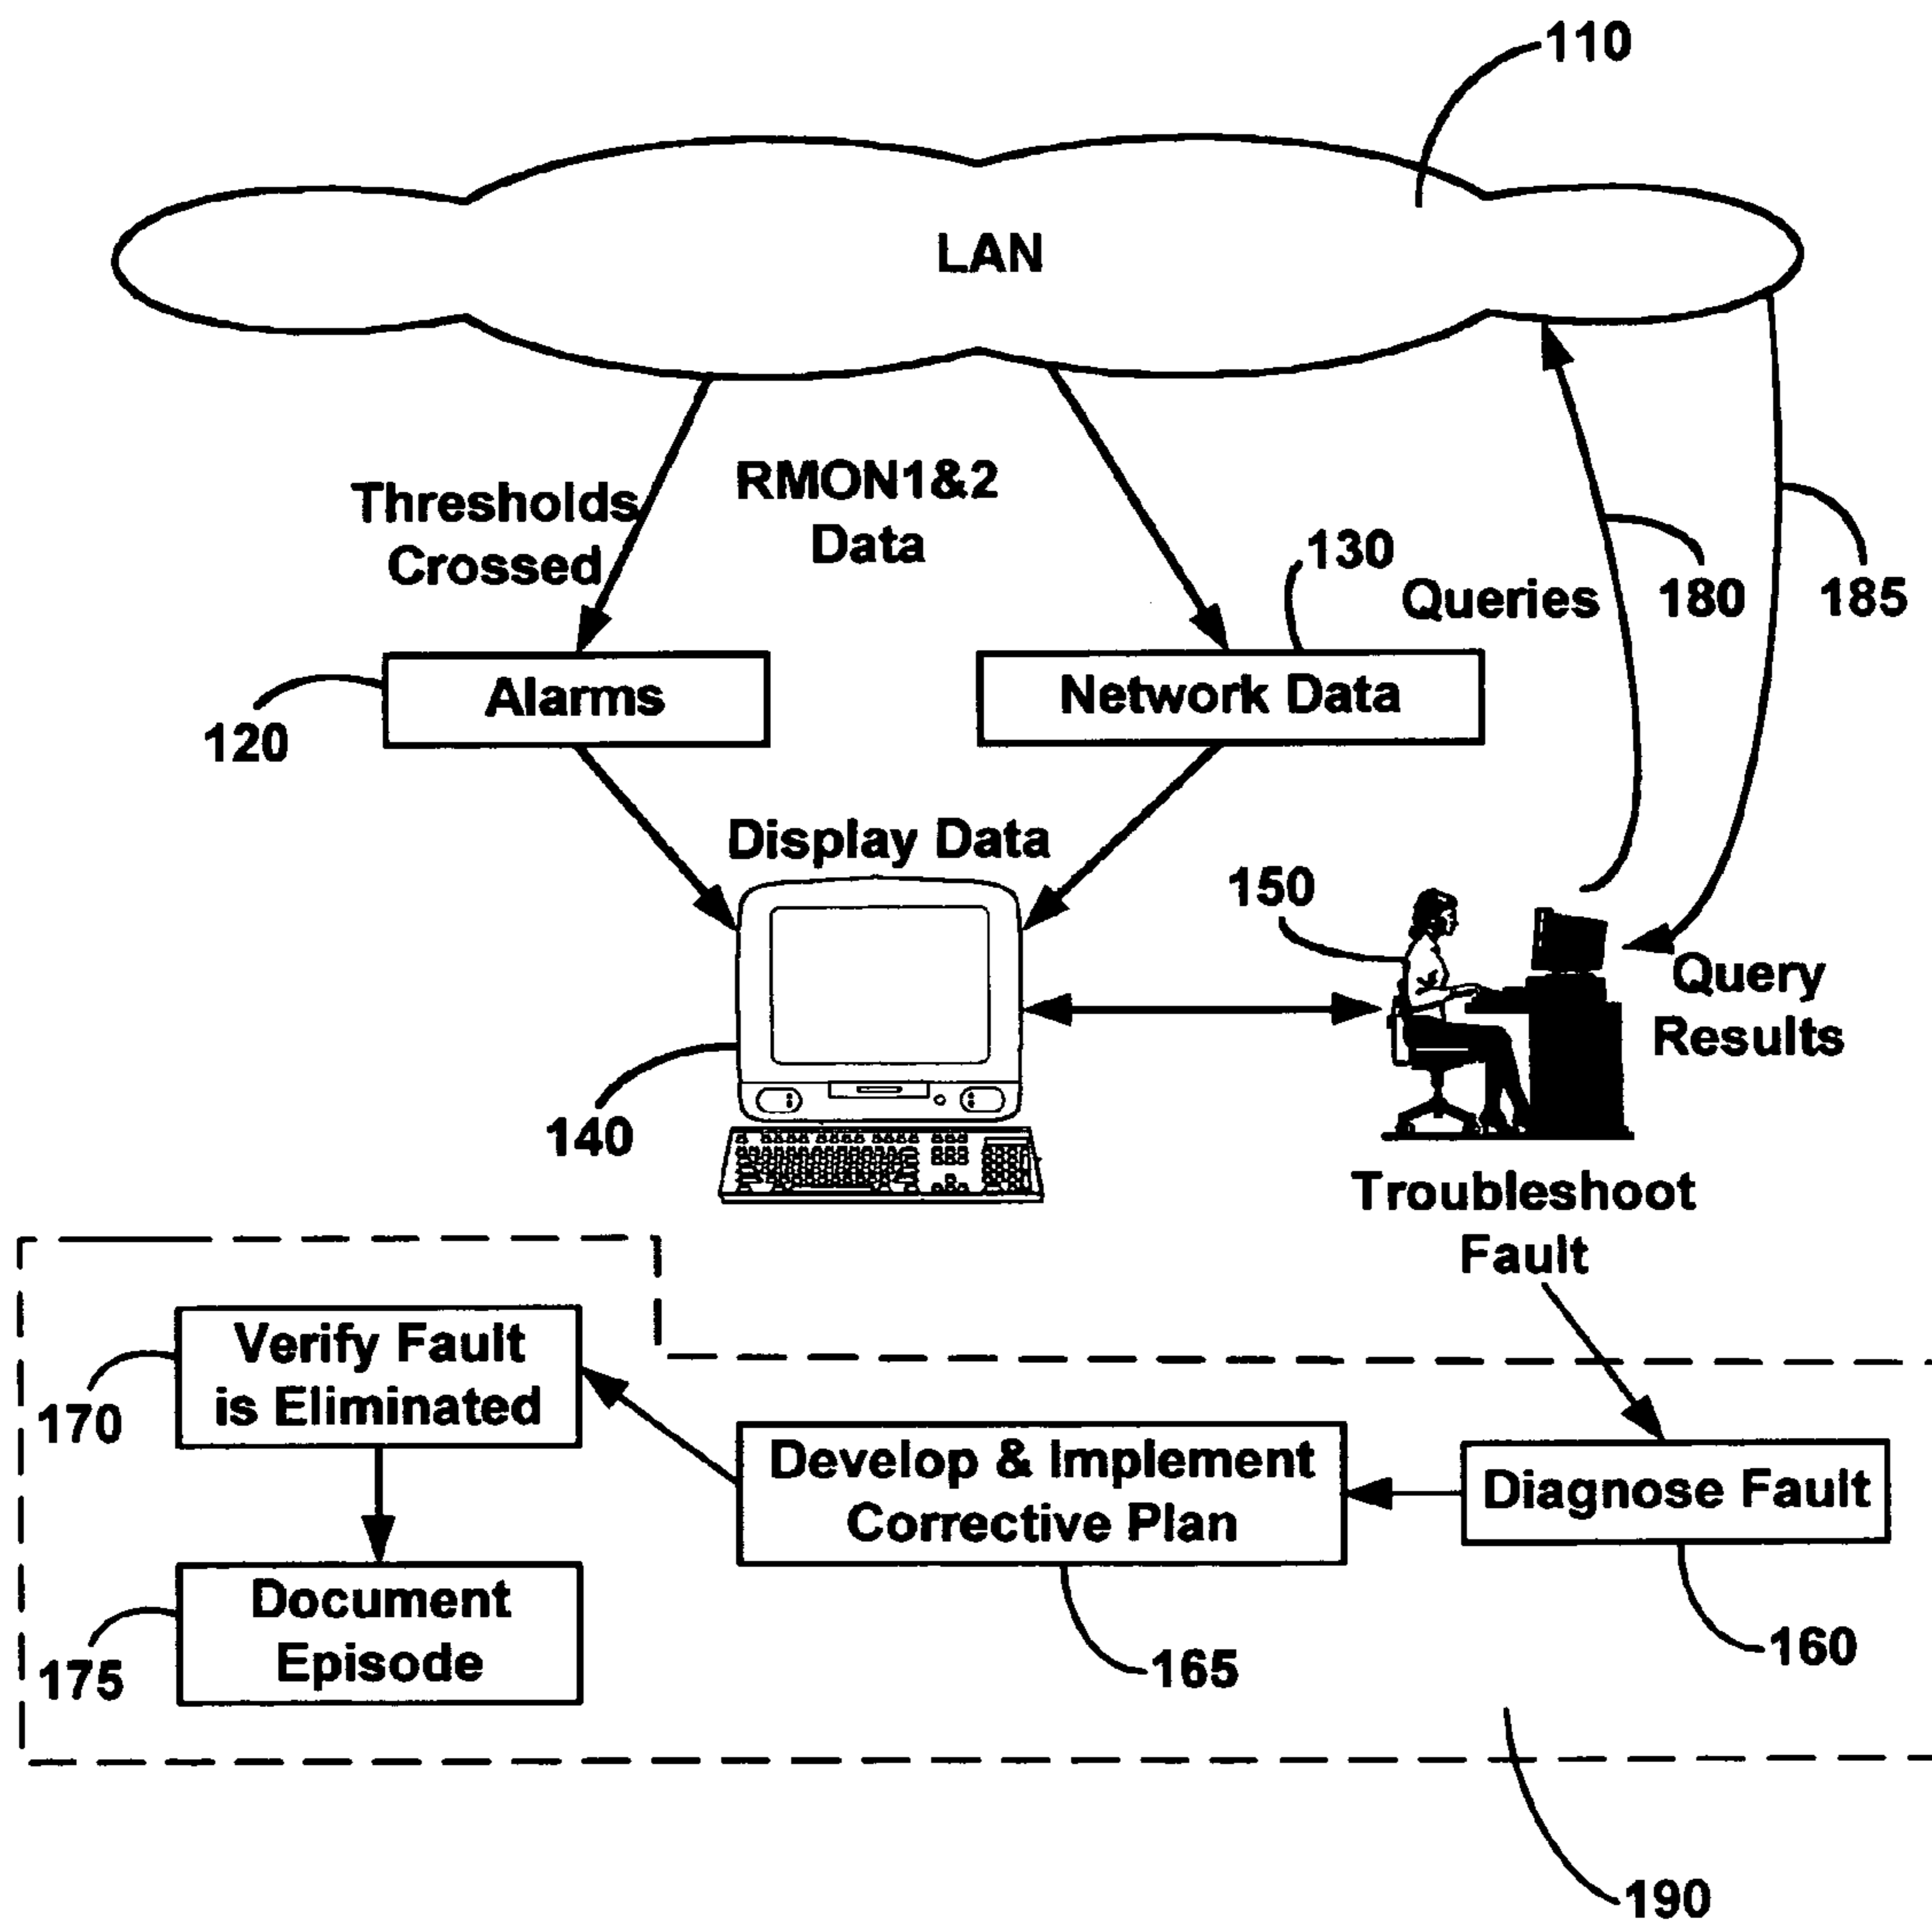 110
LAN
Thresholds
Crossed
RMON1&2
Data
130
Queries
180
185
Alarms
Network Data
120
Display Data
150
Query
Results
140
Troubleshoot
Fault
Verify Fault
is Eliminated
170
Develop & Implement
Corrective Plan
Diagnose Fault
Document
Episode
175
165
160
190